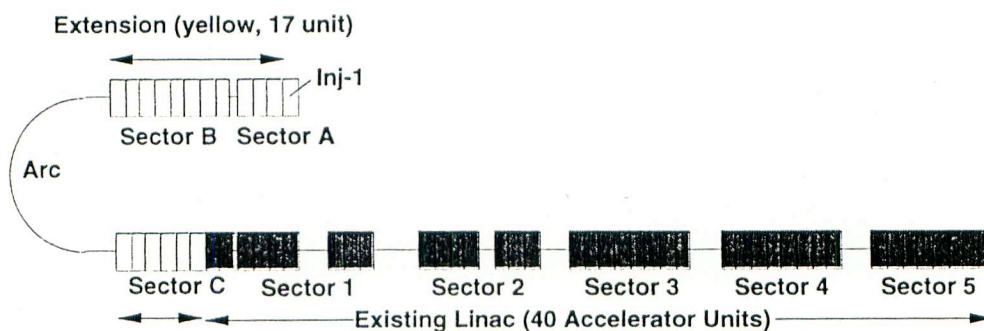 Extension (yellow, 17 unit)
Inj-1
Sector B
Sector A
Arc
Sector C
Sector 1
Sector 2
Sector 3
Sector 4
Sector 5
Existing Linac (40 Accelerator Units)